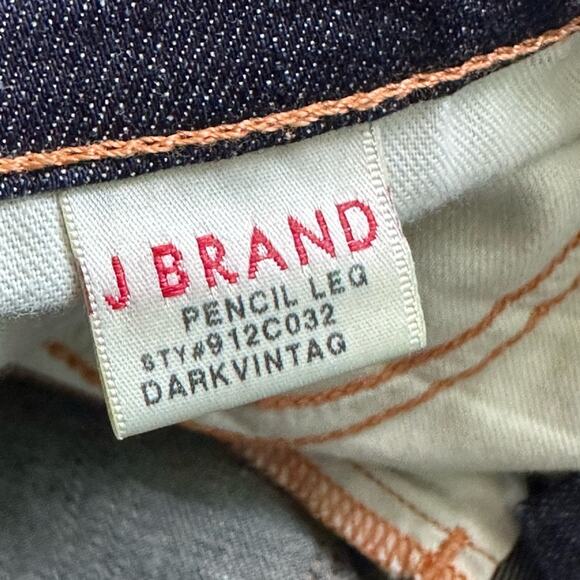 J BRAND
PENCIL LEG
STY#912C032
DARKVINTAG